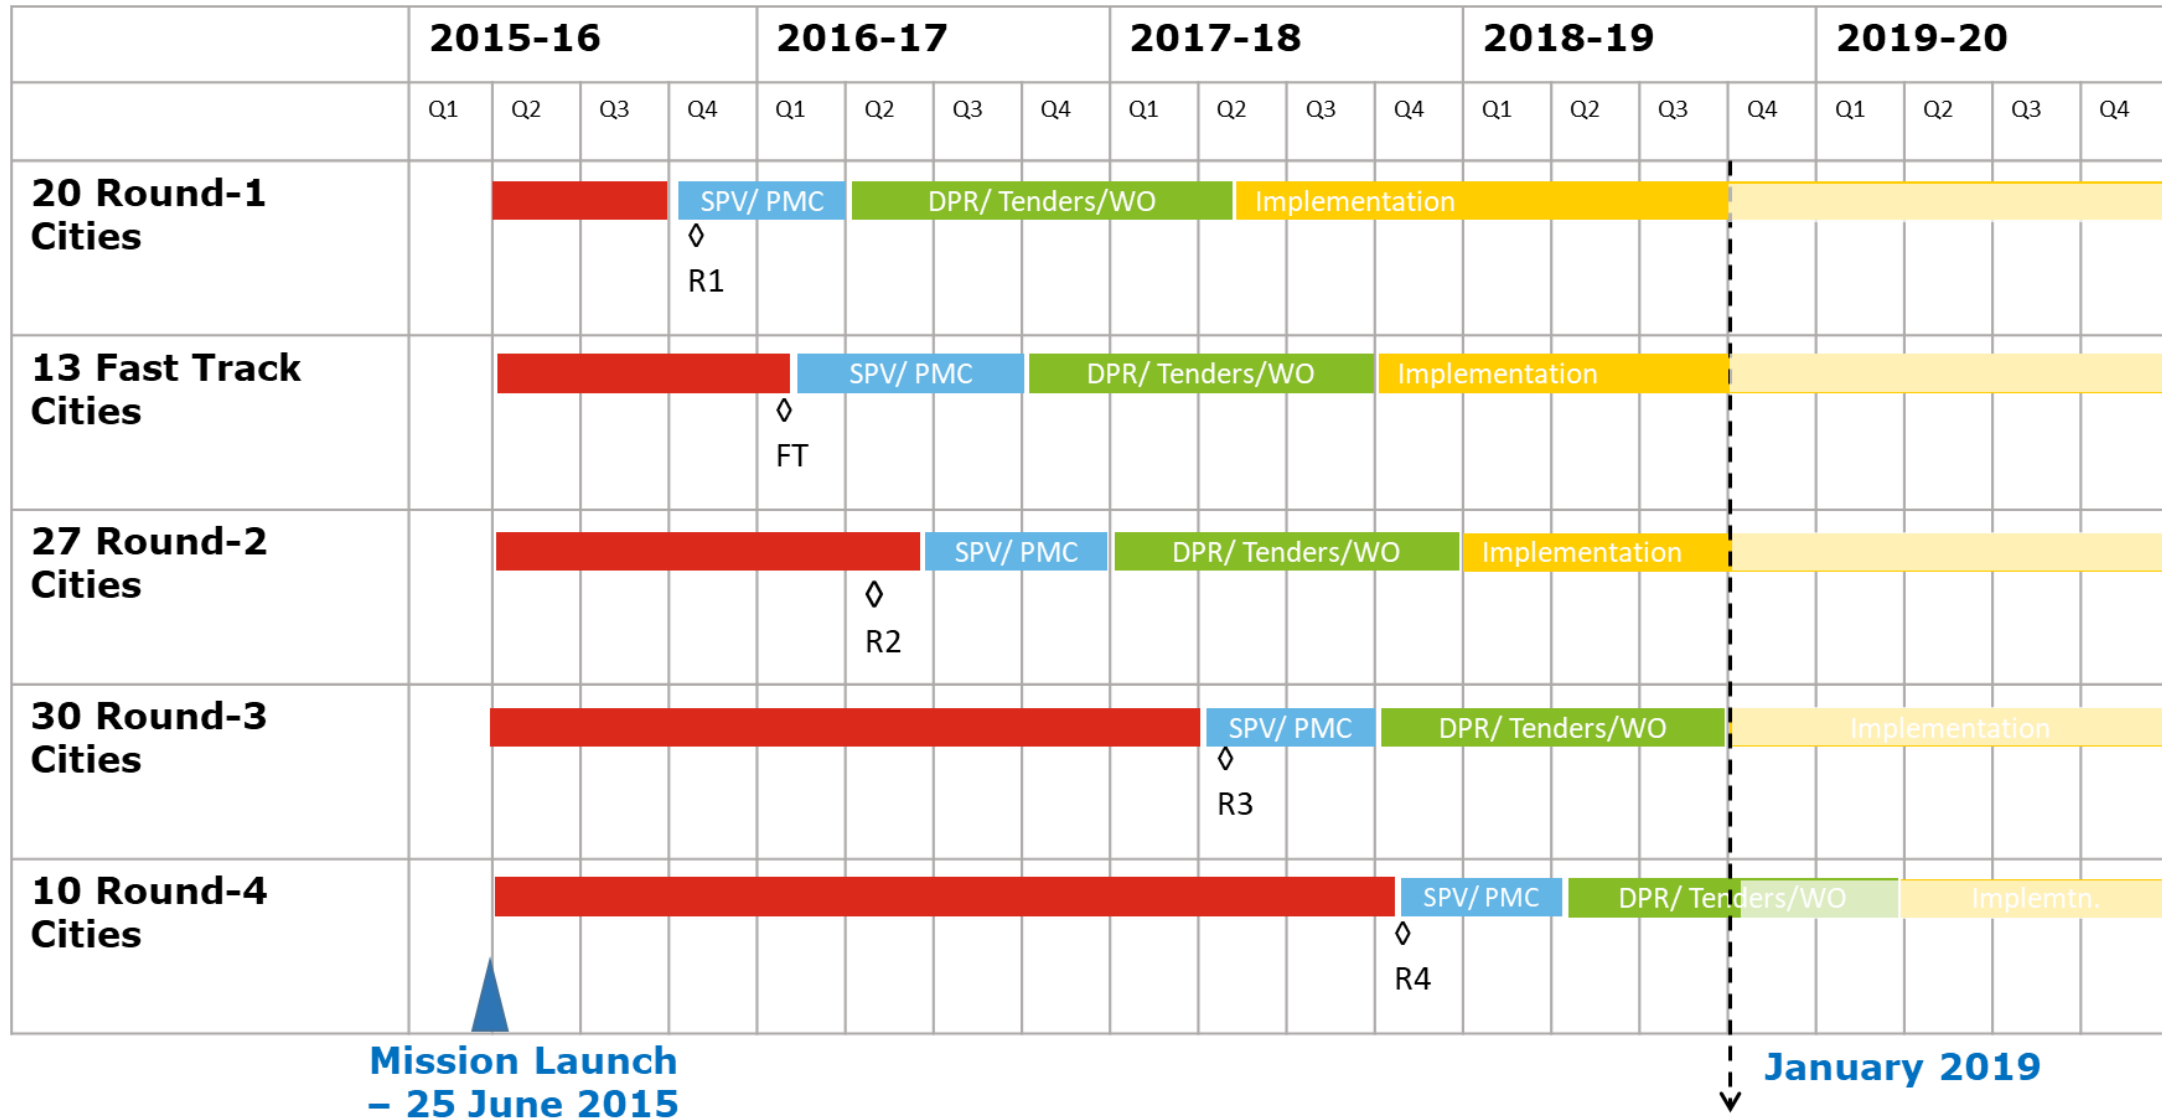 2015-16 2016-17 2017-18 2018-19 2019-20
Q1 Q2 Q3 Q4 Q1 Q2 Q3 Q4 Q1 Q2 Q3 Q4 Q1 Q2 Q3 Q4 Q1 Q2 Q3 Q4
20 Round-1
Cities
SPV/ PMC DPR/ Tenders/WO Implementation
R1
13 Fast Track
Cities
SPV/ PMC DPR/ Tenders/WO Implementation
FT
27 Round-2
Cities
SPV/ PMC DPR/ Tenders/WO Implementation
R2
30 Round-3
Cities
SPV/ PMC DPR/ Tenders/WO Implementation
R3
10 Round-4
Cities
SPV/ PMC DPR/ Tenders/WO Implemtn.
R4
Mission Launch
– 25 June 2015
January 2019